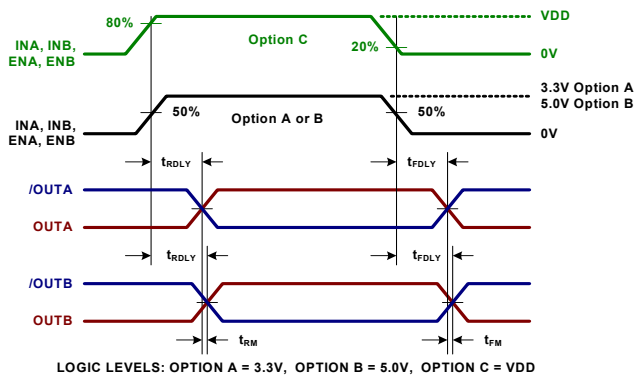 80%
Option C
20%
VDD
0V
INA, INB,
ENA, ENB
3.3V Option A
5.0V Option B
50%
Option A or B
50%
INA, INB,
ENA, ENB
0V
tRDLY
tFDLY
/OUTA
OUTA
tRDLY
tFDLY
/OUTB
OUTB
tRM
tFM
LOGIC LEVELS: OPTION A = 3.3V, OPTION B = 5.0V, OPTION C = VDD